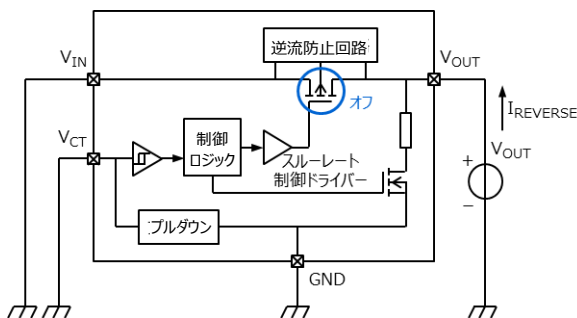 逆流防止回路
VIN
VOUT
オフ
IREVERSE
VCT
制御
ロジック
スルーレート
制御ドライバー
VOUT
+
−
プルダウン
GND